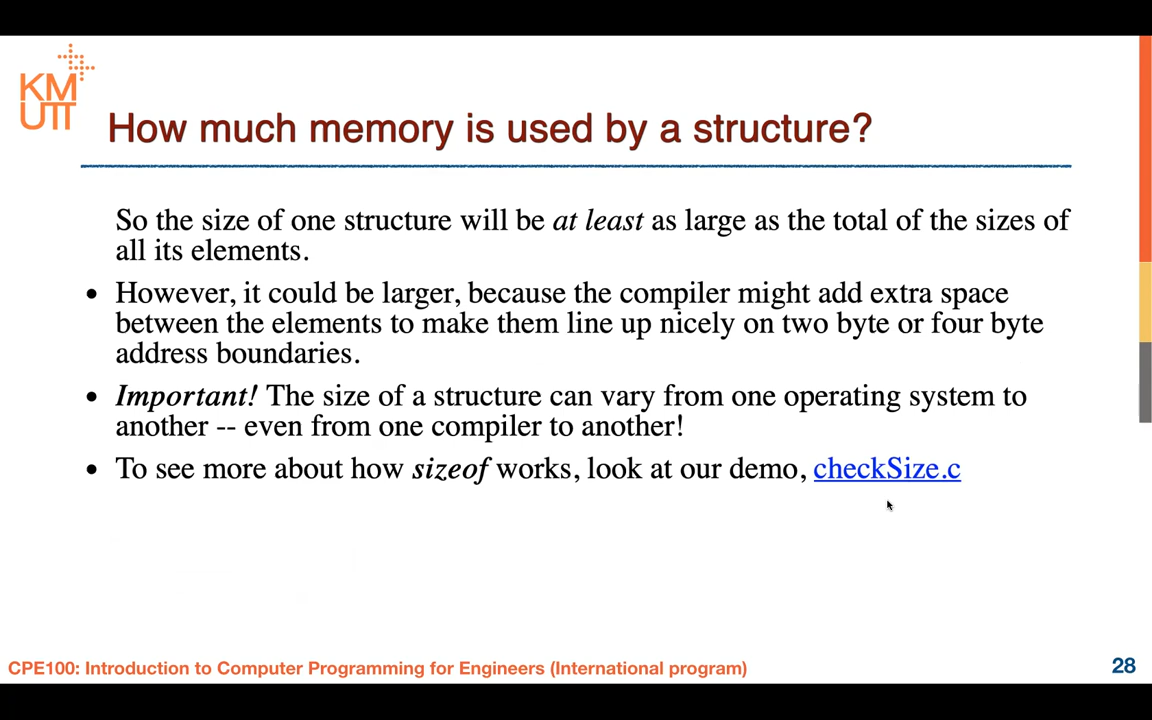 KM
UTT
How much memory is used by a structure?
So the size of one structure will be at least as large as the total of the sizes of
all its elements.
• However, it could be larger, because the compiler might add extra space
between the elements to make them line up nicely on two byte or four byte
address boundaries.
• Important! The size of a structure can vary from one operating system to
another -- even from one compiler to another!
• To see more about how sizeof works, look at our demo, checkSize.c
CPE100: Introduction to Computer Programming for Engineers (International program)
28